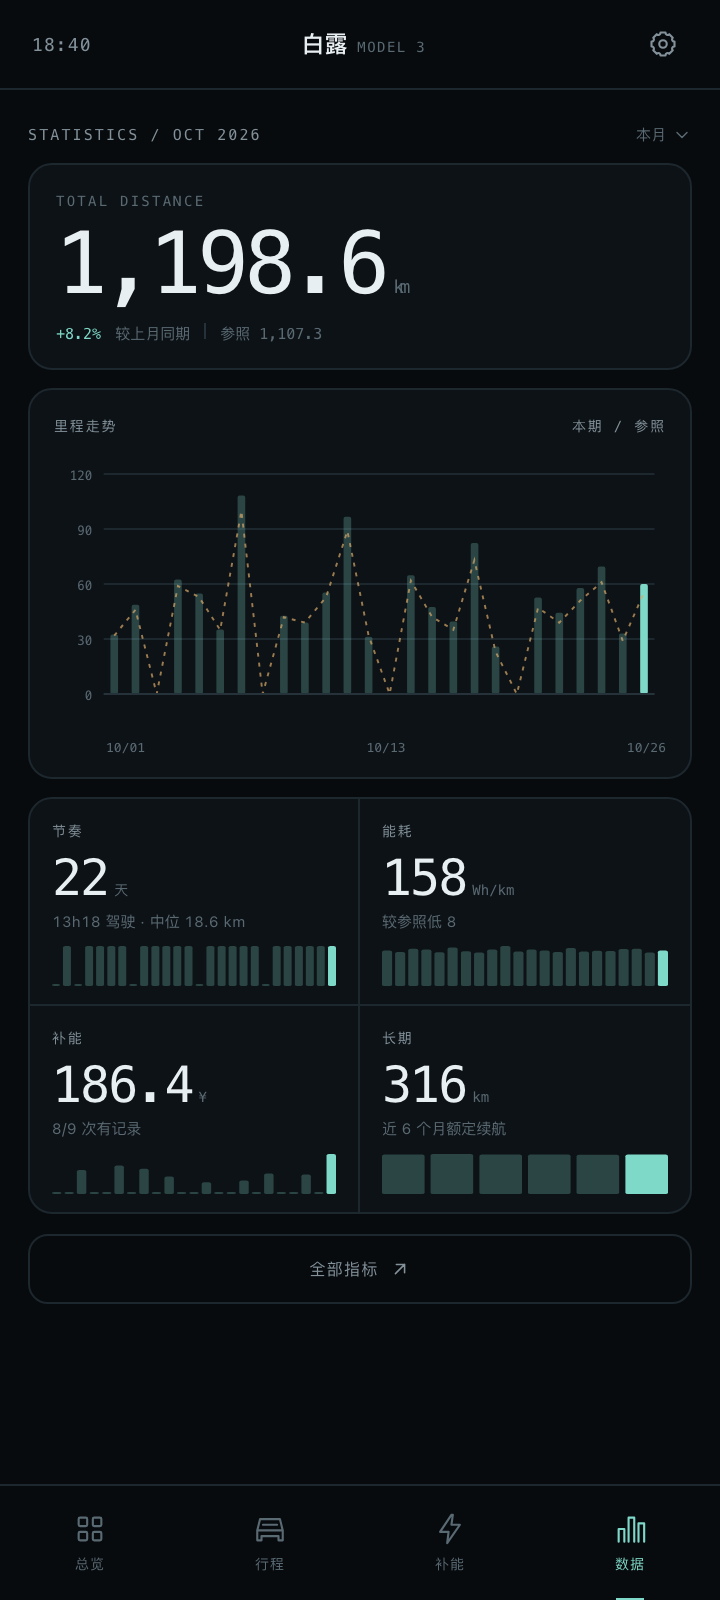 18:40
白露 MODEL 3
STATISTICS / OCT 2026
本月
TOTAL DISTANCE
1,198.6 km
+8.2% 较上月同期 | 参照 1,107.3
里程走势
本期 / 参照
120
90
60
30
0
10/01
10/13
10/26
节奏
22 天
13h18 驾驶 · 中位 18.6 km
能耗
158 Wh/km
较参照低 8
补能
186.4 ¥
8/9 次有记录
长期
316 km
近 6 个月额定续航
全部指标
总览
行程
补能
数据